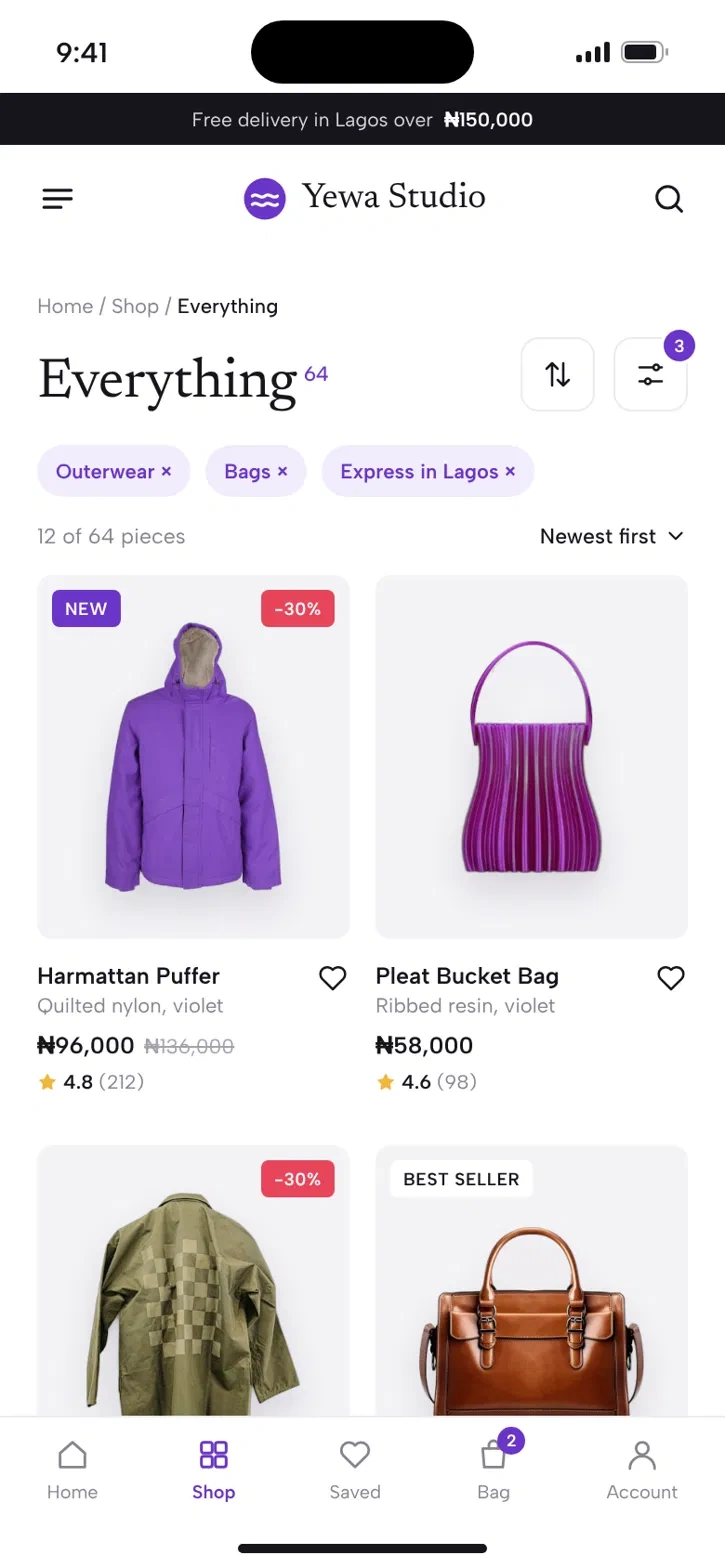 9:41
Free delivery in Lagos over ₦150,000
Yewa Studio
Home / Shop / Everything
Everything 64
3
Outerwear × Bags × Express in Lagos ×
12 of 64 pieces Newest first
NEW -30%
Harmattan Puffer
Quilted nylon, violet
₦96,000 ₦136,000
4.8 (212)
Pleat Bucket Bag
Ribbed resin, violet
₦58,000
4.6 (98)
-30%
BEST SELLER
2
Home Shop Saved Bag Account